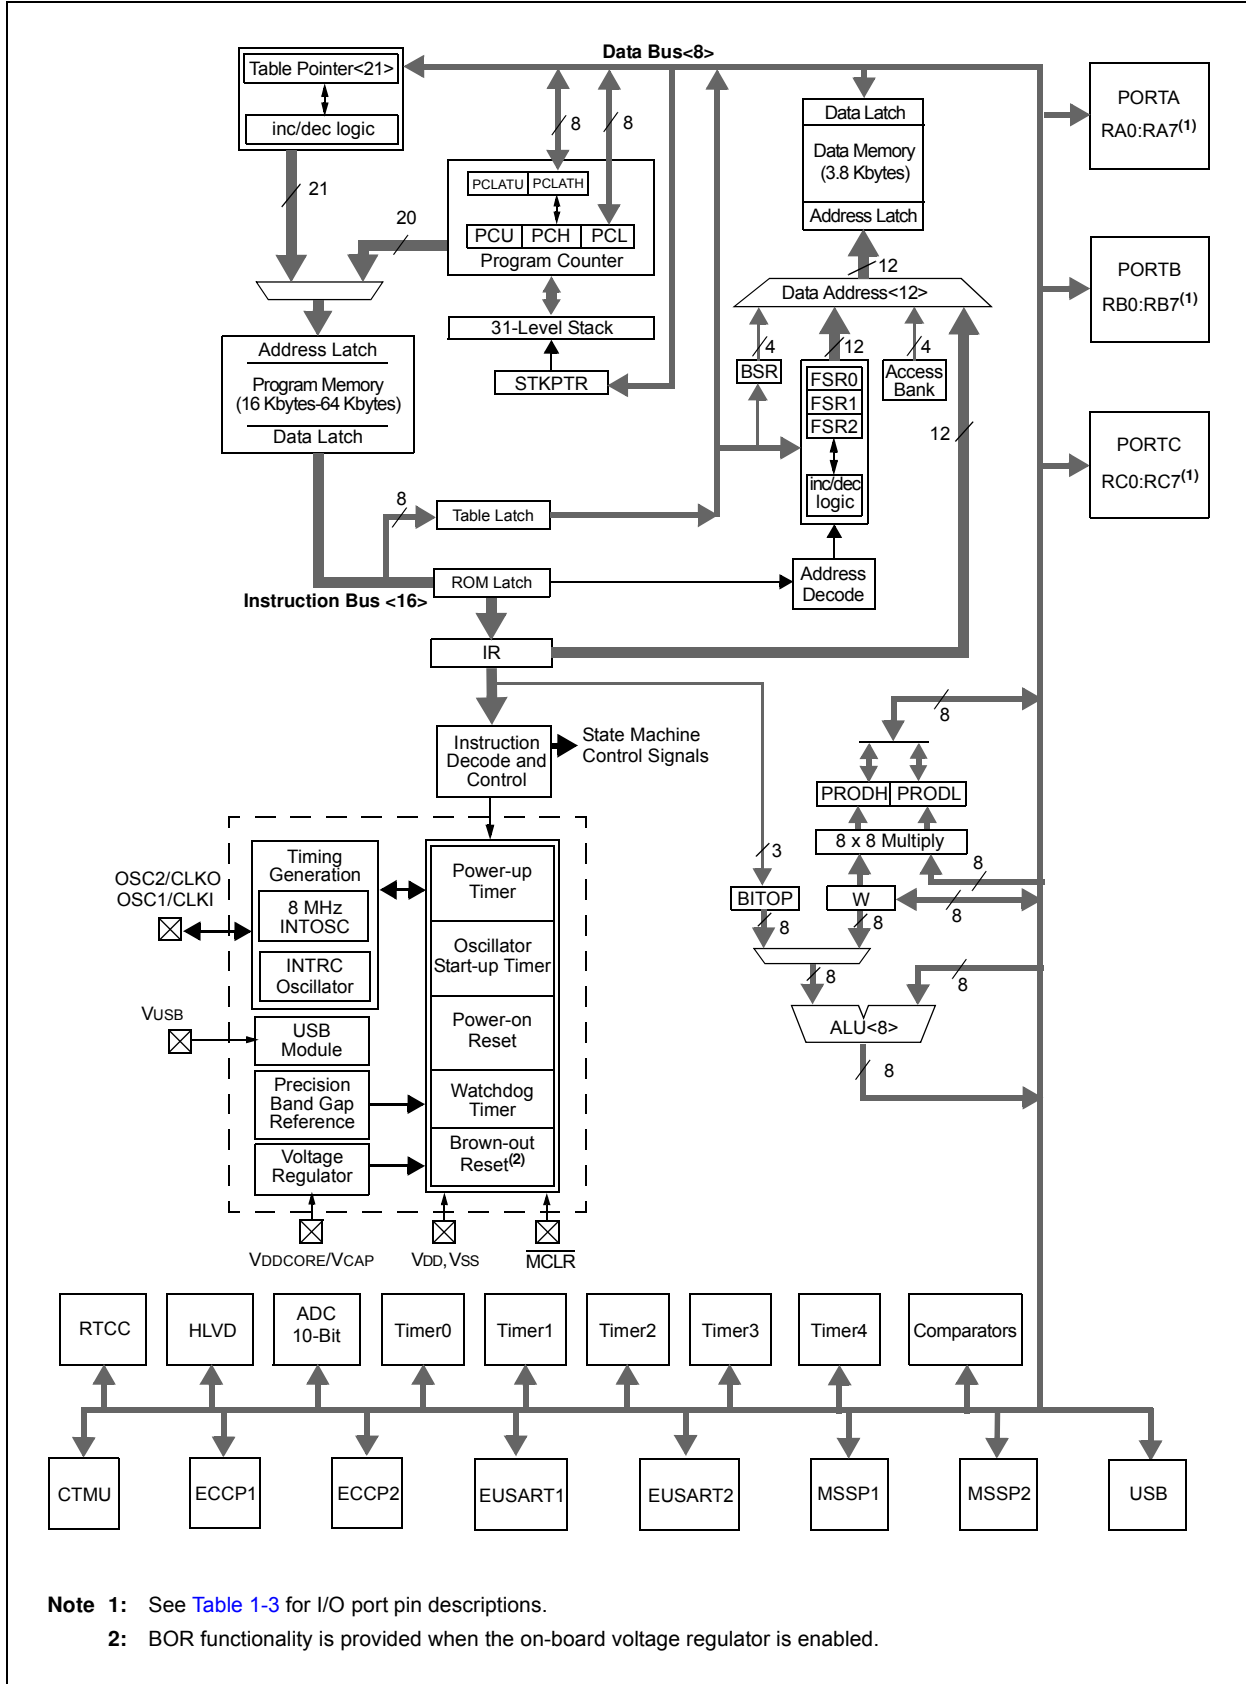 Data Bus<8>
Table Pointer<21>
inc/dec logic
21
8
8
PCLATU PCLATH
PCU PCH PCL
Program Counter
20
31-Level Stack
STKPTR
Address Latch
Program Memory
(16 Kbytes-64 Kbytes)
Data Latch
8
Table Latch
ROM Latch
Instruction Bus <16>
IR
Data Latch
Data Memory
(3.8 Kbytes)
Address Latch
12
Data Address<12>
4
12
4
BSR
FSR0
FSR1
FSR2
inc/dec
logic
Access
Bank
12
Address
Decode
PORTA
RA0:RA7(1)
PORTB
RB0:RB7(1)
PORTC
RC0:RC7(1)
Instruction
Decode and
Control
State Machine
Control Signals
8
PRODH PRODL
8 x 8 Multiply
3
8
BITOP
W
8
8
8
8
8
ALU<8>
8
OSC2/CLKO
OSC1/CLKI
Timing
Generation
8 MHz
INTOSC
INTRC
Oscillator
VUSB
USB
Module
Precision
Band Gap
Reference
Voltage
Regulator
Power-up
Timer
Oscillator
Start-up Timer
Power-on
Reset
Watchdog
Timer
Brown-out
Reset(2)
VDDCORE/VCAP
VDD, VSS
MCLR
RTCC
HLVD
ADC
10-Bit
Timer0
Timer1
Timer2
Timer3
Timer4
Comparators
CTMU
ECCP1
ECCP2
EUSART1
EUSART2
MSSP1
MSSP2
USB
Note 1: See Table 1-3 for I/O port pin descriptions.
2: BOR functionality is provided when the on-board voltage regulator is enabled.